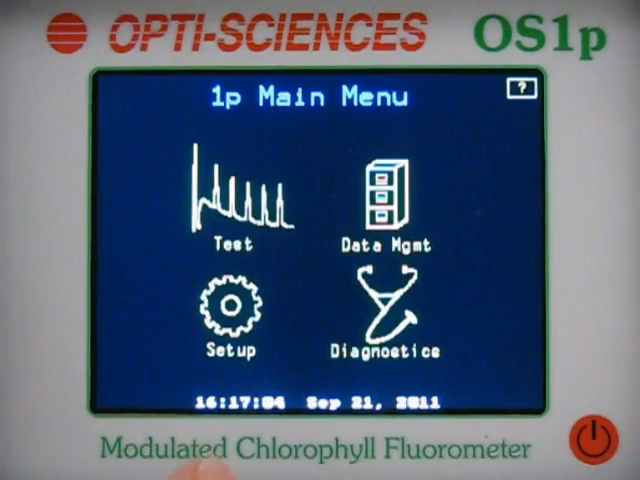 OPTI-SCIENCES OS1p
1p Main Menu
?
Test Data Mgmt
Setup Diagnostics
16:17:04 Sep 21, 2011
Modulated Chlorophyll Fluorometer